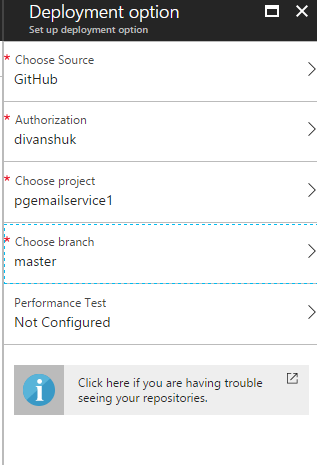 Deployment option
Set up deployment option
* Choose Source
GitHub
* Authorization
divanshuk
* Choose project
pgemailservice1
* Choose branch
master
Performance Test
Not Configured
Click here if you are having trouble
seeing your repositories.